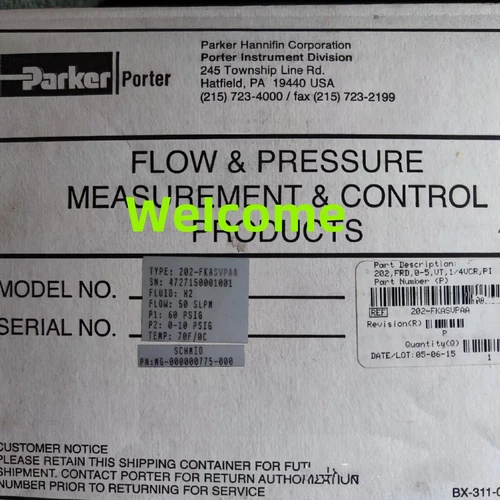 Parker Porter
Parker Hannifin Corporation
Porter Instrument Division
245 Township Line Rd.
Hatfield, PA 19440 USA
(215) 723-4000 / fax (215) 723-2199
FLOW & PRESSURE
MEASUREMENT & CONTROL
PRODUCTS
Welcome
MODEL NO.
SERIAL NO.
TYPE: 202-FKASVPAA
SN: 4727150001001
FLUID: H2
FLOW: 50 SLPM
P1: 60 PSIG
P2: 0-10 PSIG
TEMP: 70F/0C
SCHMID
PN:WG-000000775-000
Part Description:
202,FRD,0-5,UT,1/4VCR,PI
Part Number (P)
REF 202-FKASVPAA
Revision(R)
P
Quantity(Q)
DATE/LOT: 05-06-15 1
CUSTOMER NOTICE
PLEASE RETAIN THIS SHIPPING CONTAINER FOR
SHIPMENT. CONTACT PORTER FOR RETURN AUTHORIZATION
NUMBER PRIOR TO RETURNING FOR SERVICE
BX-311-